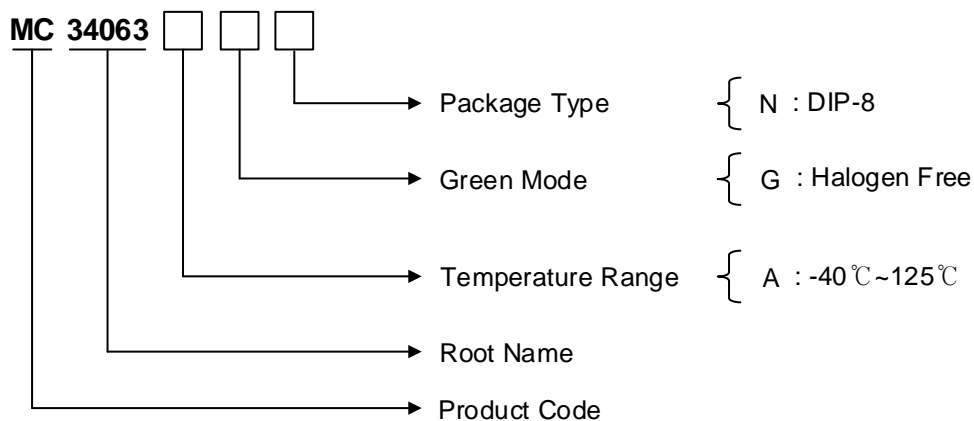 MC 34063
Package Type { N : DIP-8
Green Mode { G : Halogen Free
Temperature Range { A : -40℃~125℃
Root Name
Product Code